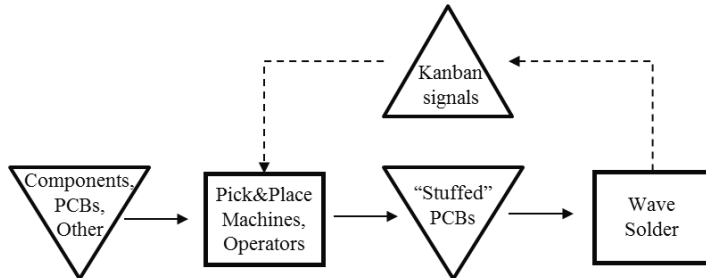 Kanban
signals
Components,
PCBs,
Other
Pick&Place
Machines,
Operators
“Stuffed”
PCBs
Wave
Solder